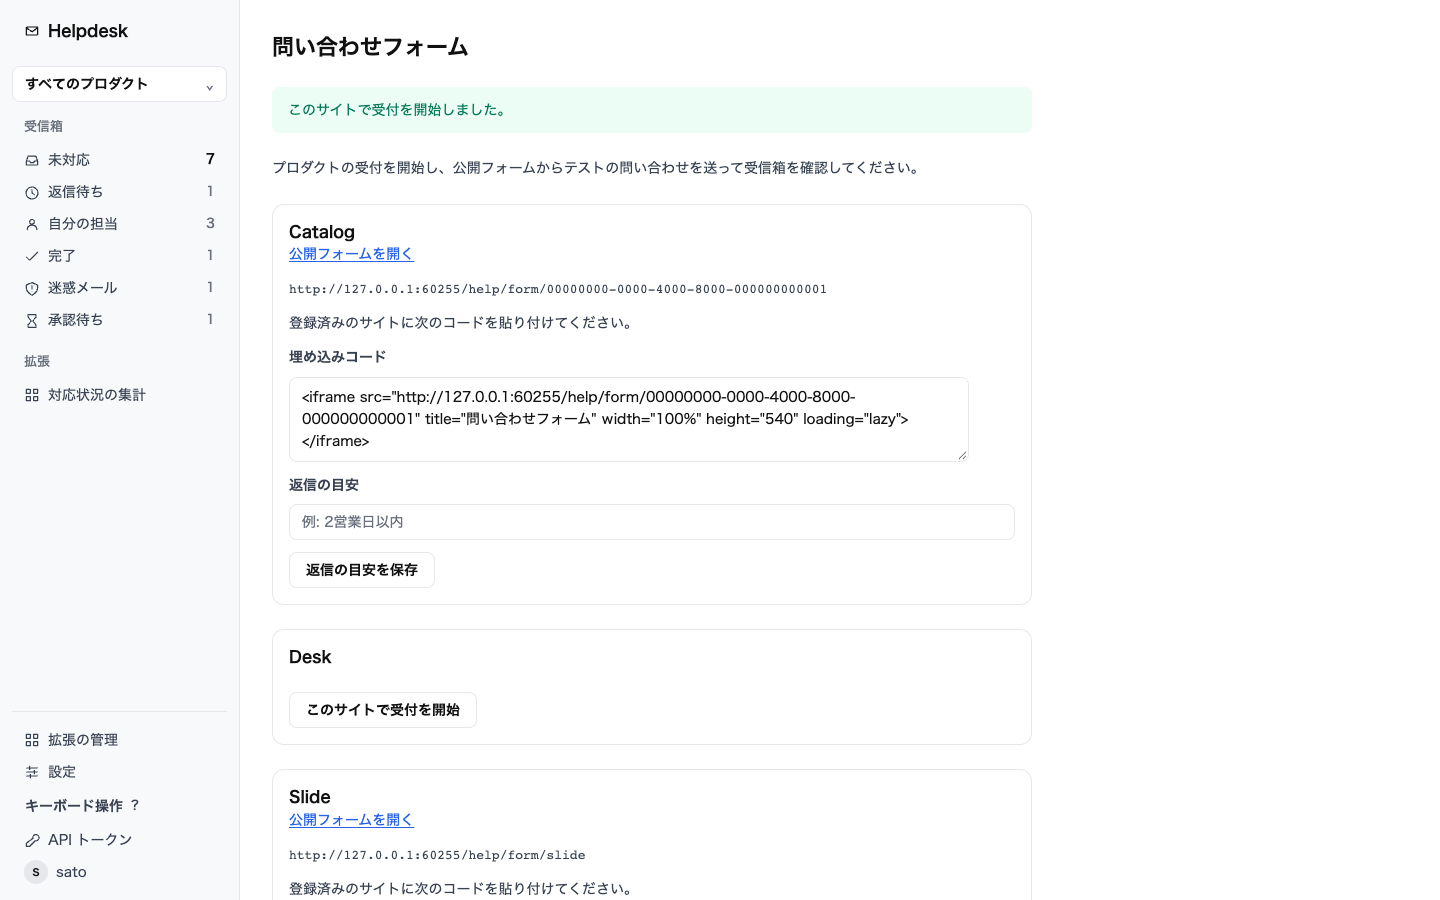 Helpdesk
すべてのプロダクト
受信箱
未対応 7
返信待ち 1
自分の担当 3
完了 1
迷惑メール 1
承認待ち 1
拡張
対応状況の集計
拡張の管理
設定
キーボード操作 ?
API トークン
S sato
問い合わせフォーム
このサイトで受付を開始しました。
プロダクトの受付を開始し、公開フォームからテストの問い合わせを送って受信箱を確認してください。
Catalog
公開フォームを開く
http://127.0.0.1:60255/help/form/00000000-0000-4000-8000-000000000001
登録済みのサイトに次のコードを貼り付けてください。
埋め込みコード
<iframe src="http://127.0.0.1:60255/help/form/00000000-0000-4000-8000-
000000000001" title="問い合わせフォーム" width="100%" height="540" loading="lazy">
</iframe>
返信の目安
例: 2営業日以内
返信の目安を保存
Desk
このサイトで受付を開始
Slide
公開フォームを開く
http://127.0.0.1:60255/help/form/slide
登録済みのサイトに次のコードを貼り付けてください。